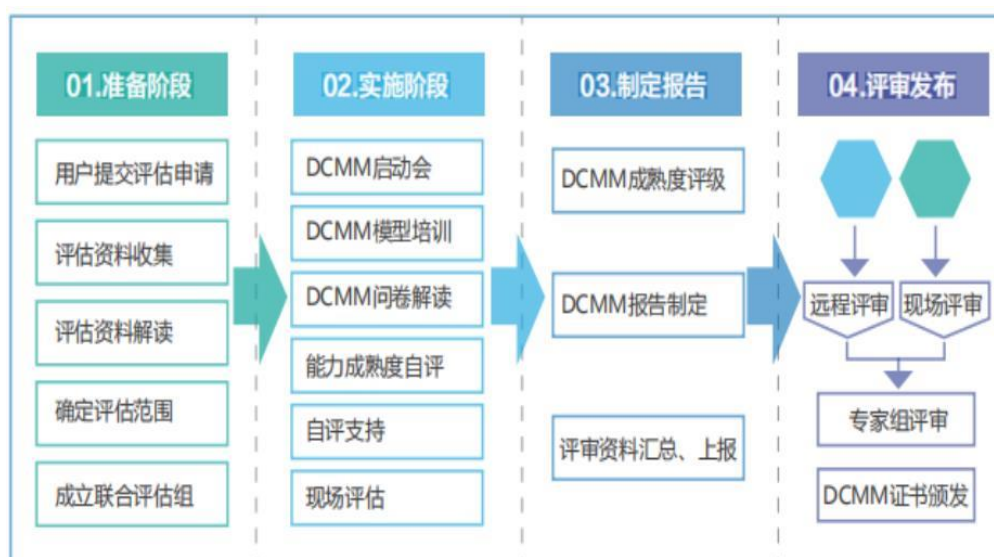 01.准备阶段
用户提交评估申请
评估资料收集
评估资料解读
确定评估范围
成立联合评估组
02.实施阶段
DCMM启动会
DCMM模型培训
DCMM问卷解读
能力成熟度自评
自评支持
现场评估
03.制定报告
DCMM成熟度评级
DCMM报告制定
评审资料汇总、上报
04.评审发布
远程评审
现场评审
专家组评审
DCMM证书颁发